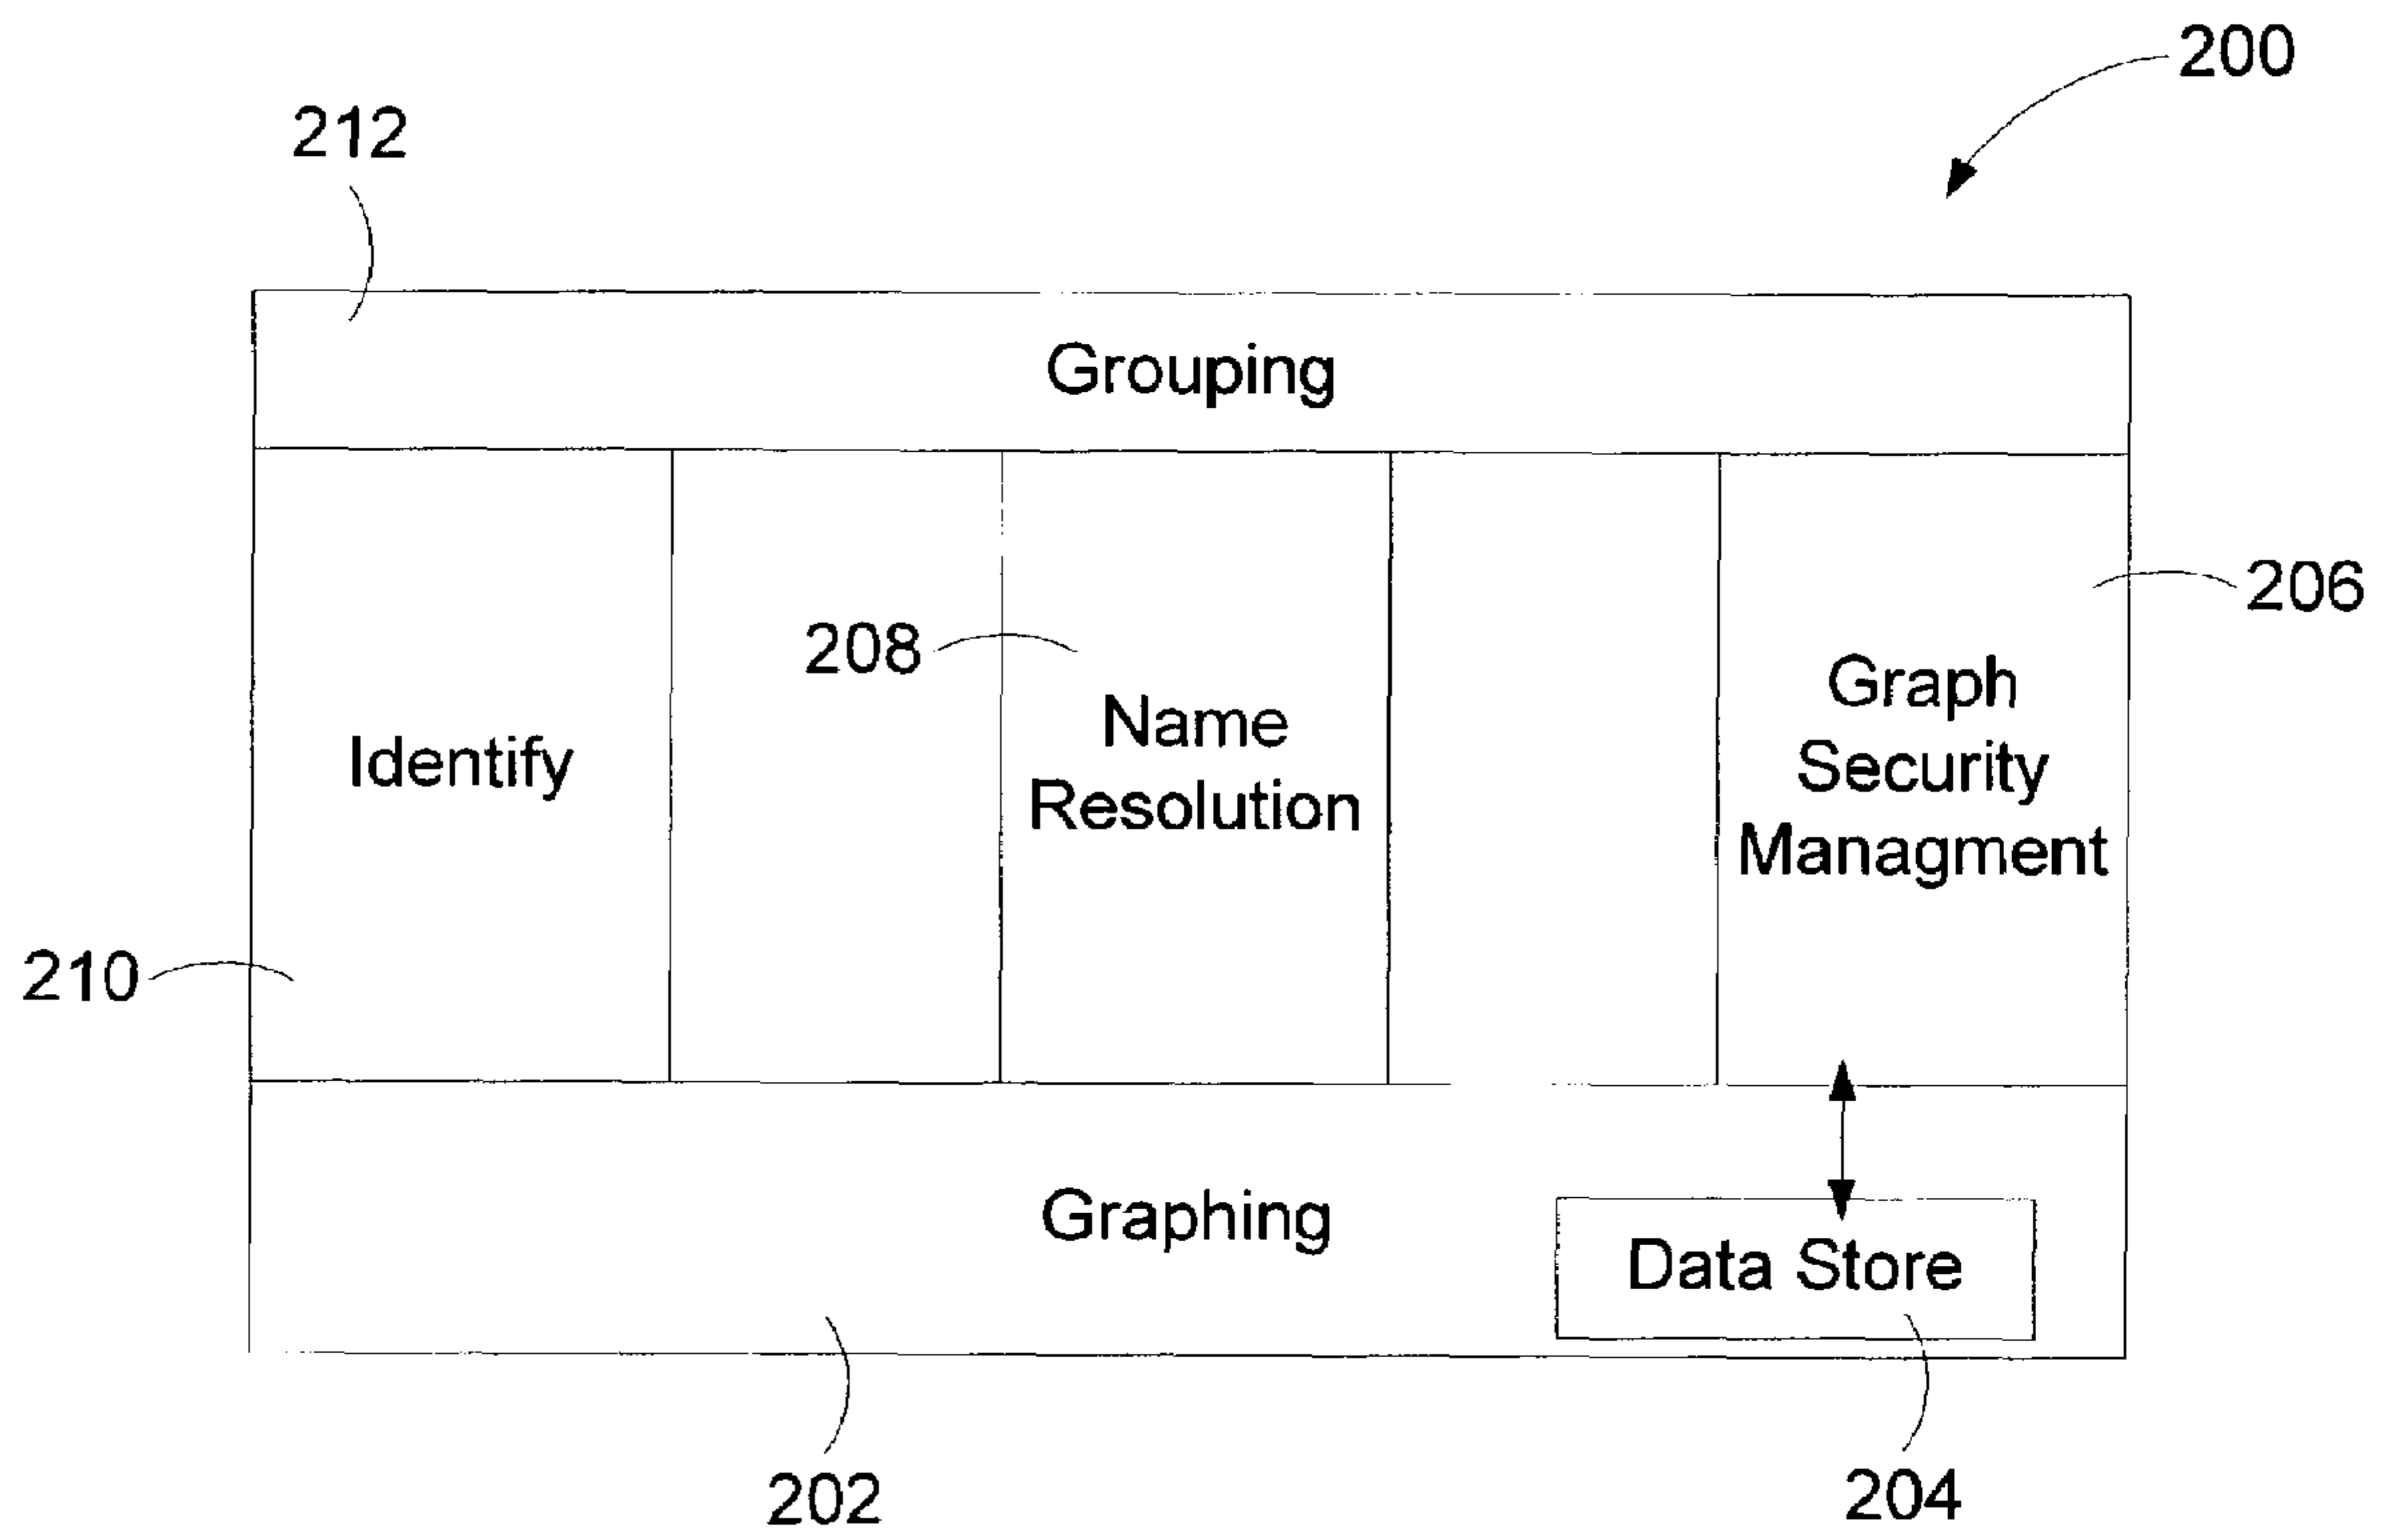 200
212
Grouping
206
208
Graph
Security
Managment
Name
Resolution
Identify
210
Graphing
Data Store
202
204